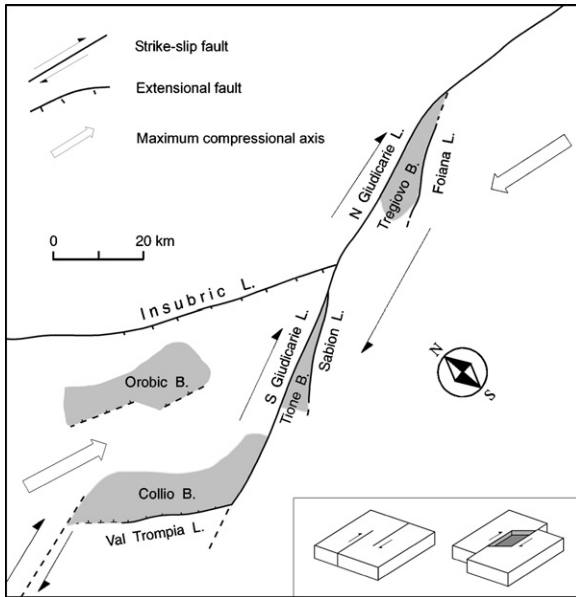 Strike-slip fault
Extensional fault
Maximum compressional axis
0 20 km
N Giudicarie L.
Tregiovo B.
Foiana L.
Insubric L.
S Giudicarie L.
Tione B.
Sabion L.
Orobic B.
N
S
Collio B.
Val Trompia L.